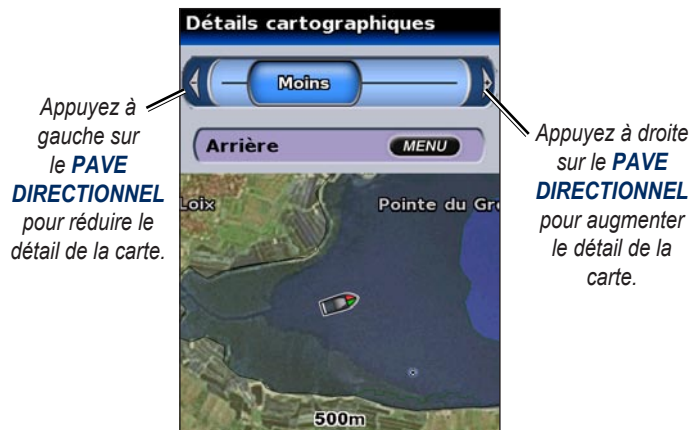 Détails cartographiques
Moins
Arrière
MENU
Appuyez à
gauche sur
le PAVE
DIRECTIONNEL
pour réduire le
détail de la carte.
Appuyez à droite
sur le PAVE
DIRECTIONNEL
pour augmenter
le détail de la
carte.
Loix
Pointe du Gr
500m